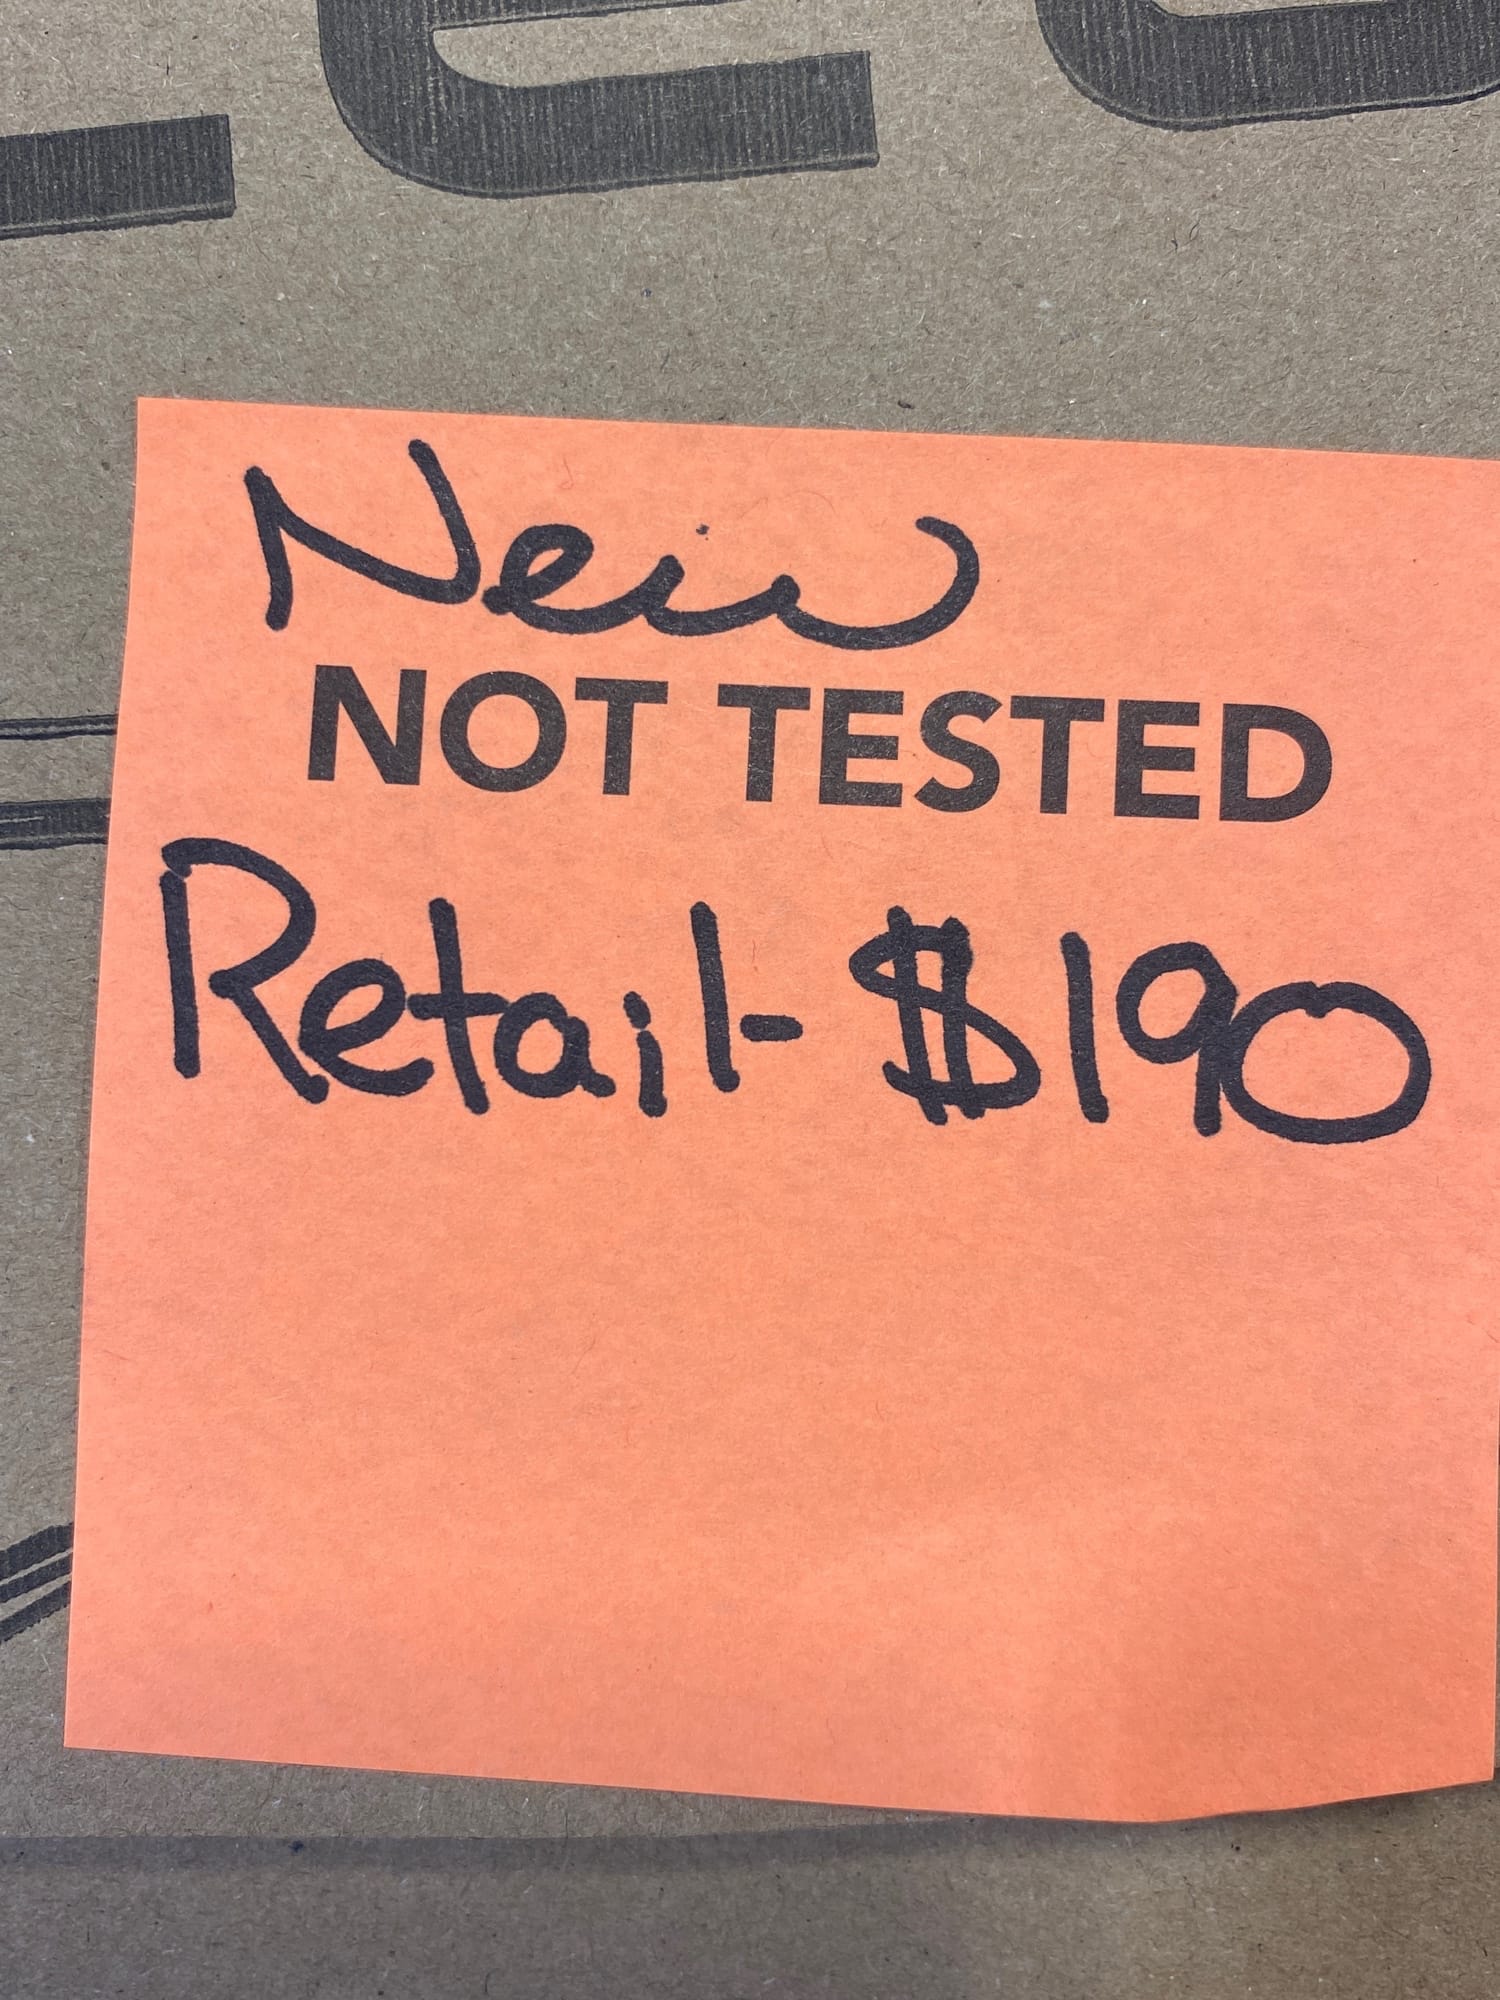 New
NOT TESTED
Retail- $190